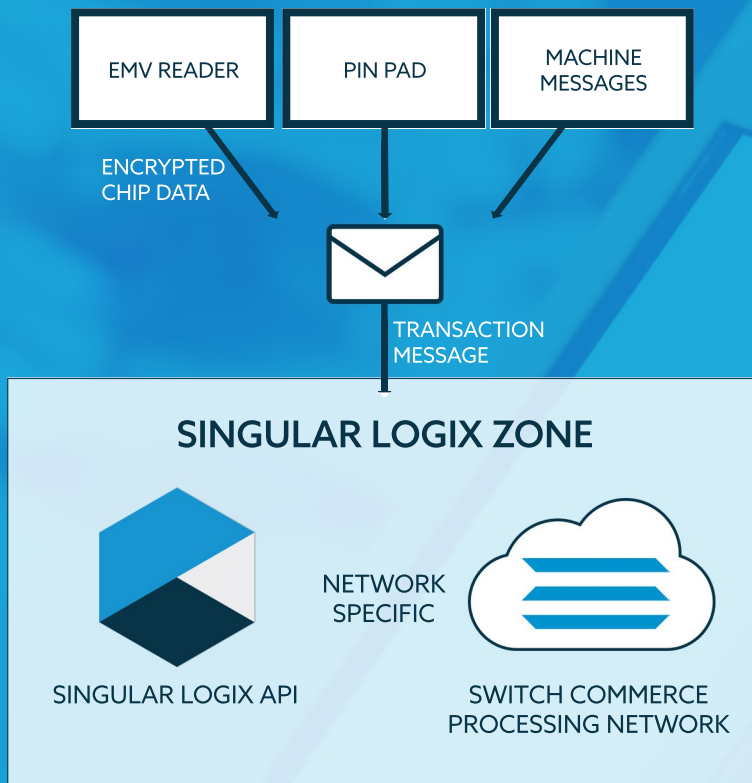 EMV READER
PIN PAD
MACHINE
MESSAGES
ENCRYPTED
CHIP DATA
TRANSACTION
MESSAGE
SINGULAR LOGIX ZONE
NETWORK
SPECIFIC
SINGULAR LOGIX API
SWITCH COMMERCE
PROCESSING NETWORK